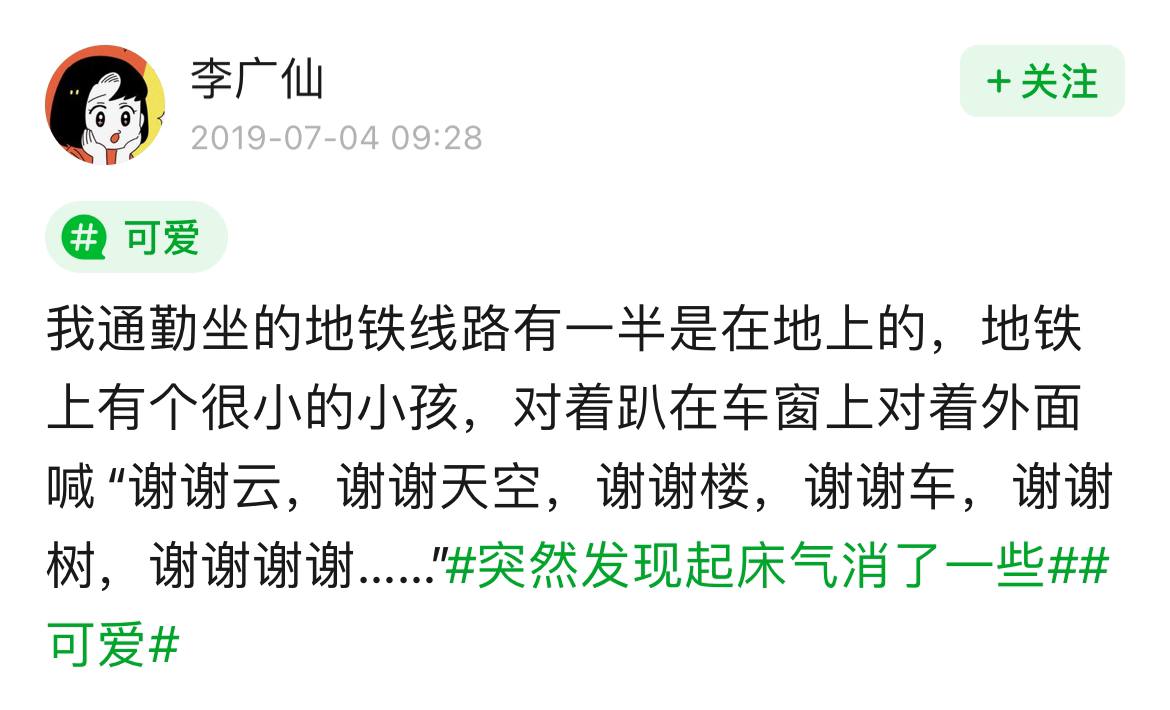 李广仙
+关注
2019-07-04 09:28
# 可爱
我通勤坐的地铁线路有一半是在地上的，地铁
上有个很小的小孩，对着趴在车窗上对着外面
喊 “谢谢云，谢谢天空，谢谢楼，谢谢车，谢谢
树，谢谢谢谢……”#突然发现起床气消了一些##
可爱#